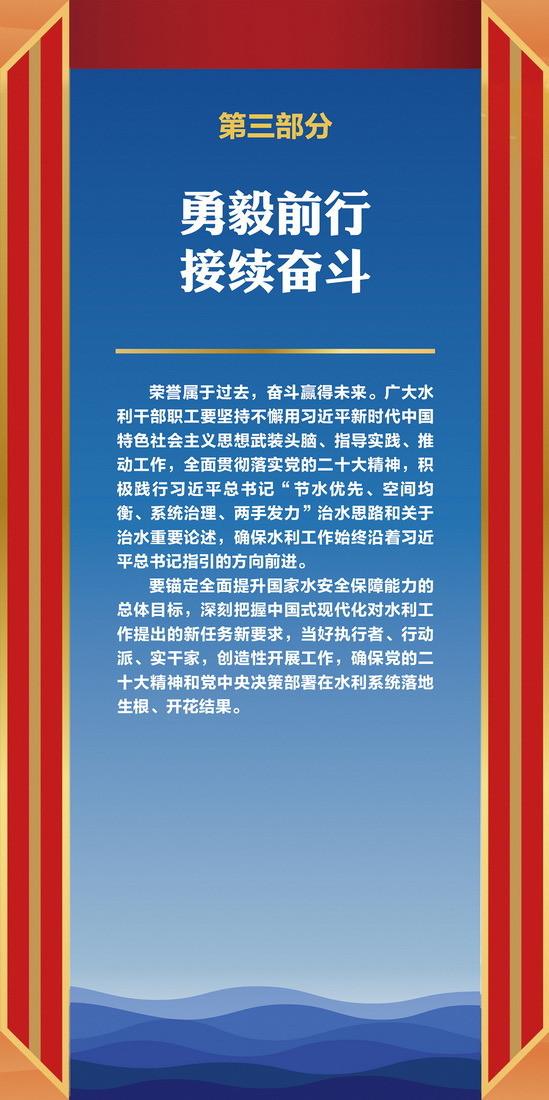 第三部分
勇毅前行
接续奋斗
荣誉属于过去，奋斗赢得未来。广大水
利干部职工要坚持不懈用习近平新时代中国
特色社会主义思想武装头脑、指导实践、推
动工作，全面贯彻落实党的二十大精神，积
极践行习近平总书记“节水优先、空间均
衡、系统治理、两手发力”治水思路和关于
治水重要论述，确保水利工作始终沿着习近
平总书记指引的方向前进。
要锚定全面提升国家水安全保障能力的
总体目标，深刻把握中国式现代化对水利工
作提出的新任务新要求，当好执行者、行动
派、实干家，创造性开展工作，确保党的二
十大精神和党中央决策部署在水利系统落地
生根、开花结果。